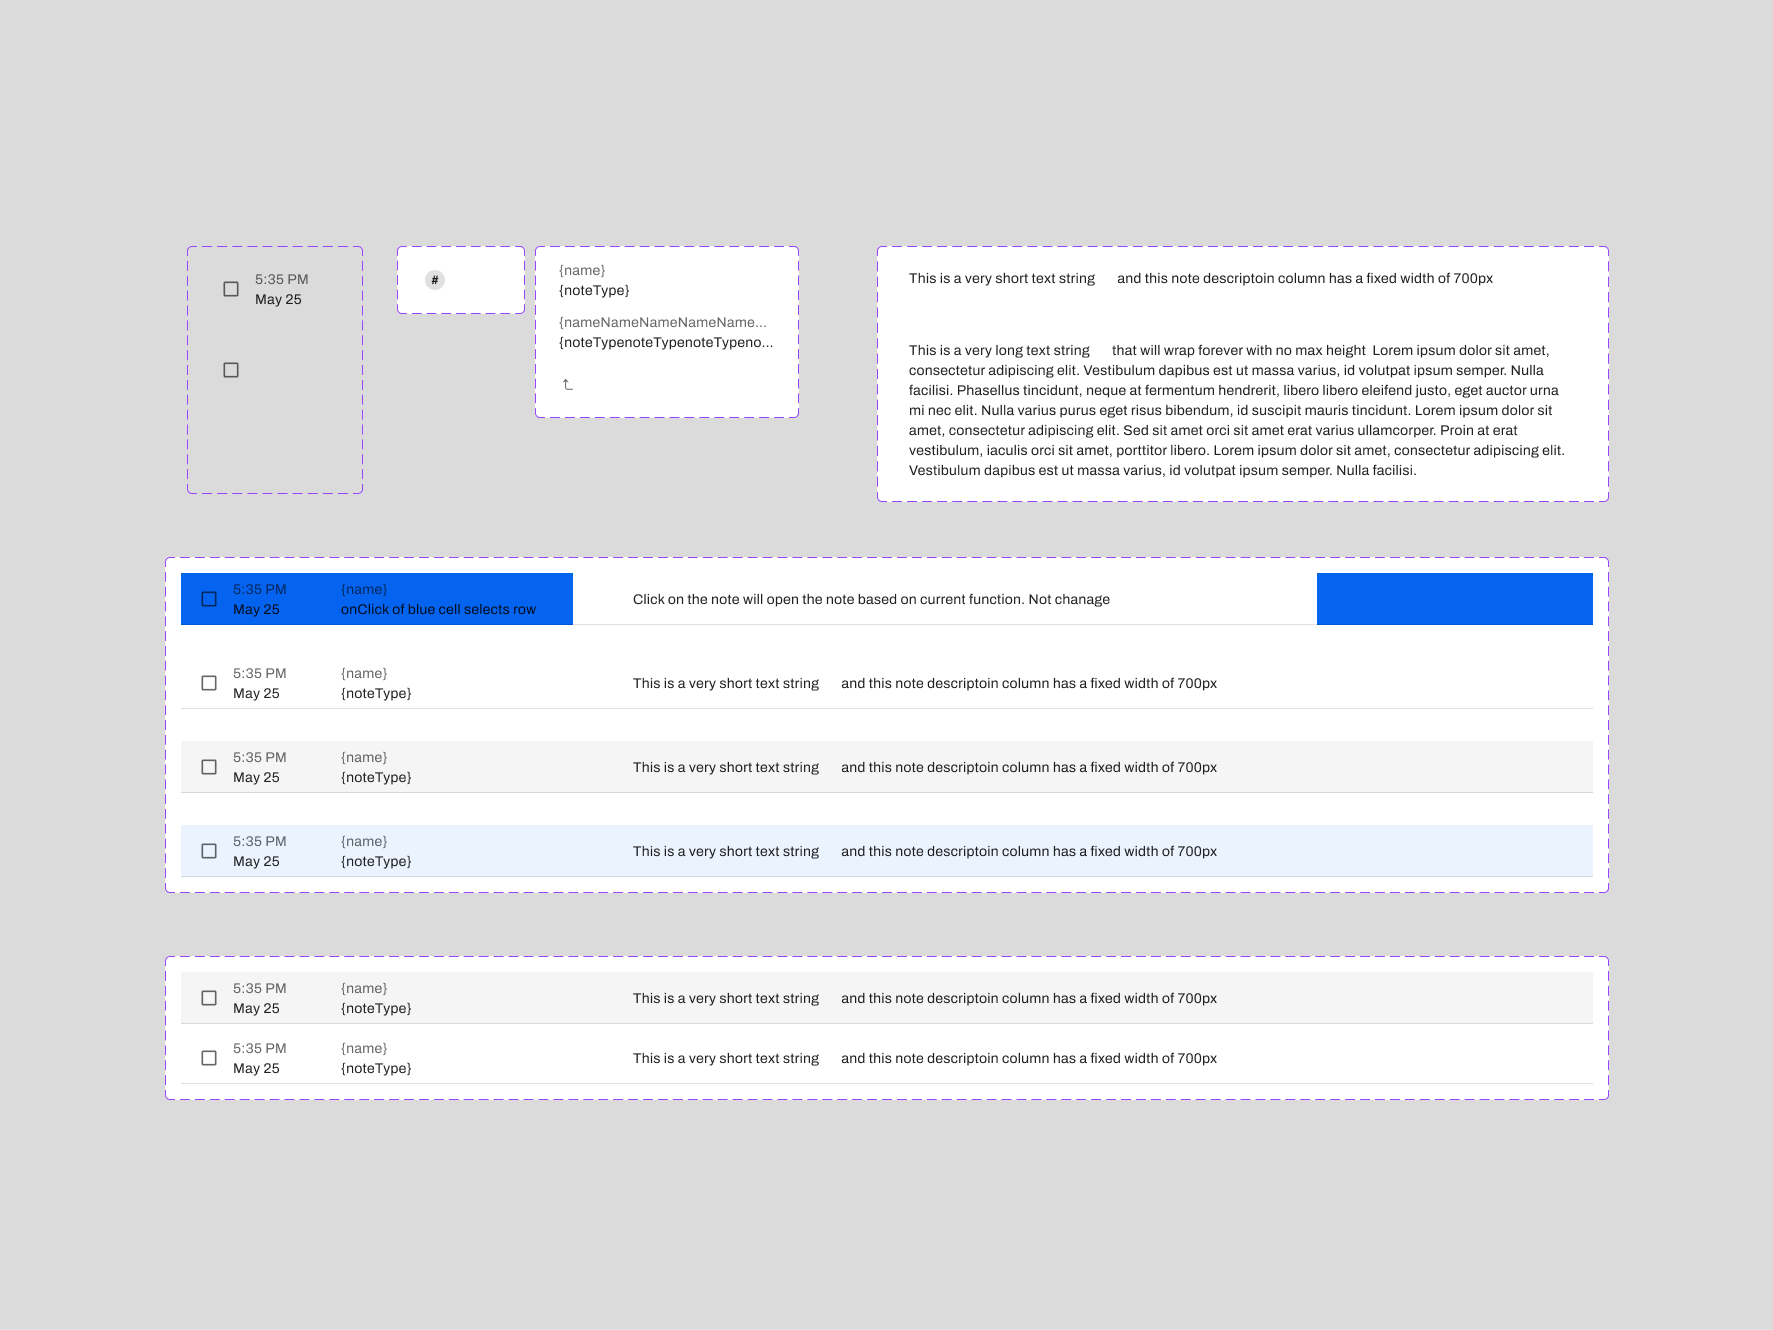 5:35 PM
May 25
#
{name}
{noteType}
{nameNameNameNameName...
{noteTypenoteTypenoteTypeno...
This is a very short text string and this note descriptoin column has a fixed width of 700px
This is a very long text string that will wrap forever with no max height Lorem ipsum dolor sit amet,
consectetur adipiscing elit. Vestibulum dapibus est ut massa varius, id volutpat ipsum semper. Nulla
facilisi. Phasellus tincidunt, neque at fermentum hendrerit, libero libero eleifend justo, eget auctor urna
mi nec elit. Nulla varius purus eget risus bibendum, id suscipit mauris tincidunt. Lorem ipsum dolor sit
amet, consectetur adipiscing elit. Sed sit amet orci sit amet erat varius ullamcorper. Proin at erat
vestibulum, iaculis orci sit amet, porttitor libero. Lorem ipsum dolor sit amet, consectetur adipiscing elit.
Vestibulum dapibus est ut massa varius, id volutpat ipsum semper. Nulla facilisi.
5:35 PM
May 25
{name}
onClick of blue cell selects row
Click on the note will open the note based on current function. Not chanage
5:35 PM
May 25
{name}
{noteType}
This is a very short text string and this note descriptoin column has a fixed width of 700px
5:35 PM
May 25
{name}
{noteType}
This is a very short text string and this note descriptoin column has a fixed width of 700px
5:35 PM
May 25
{name}
{noteType}
This is a very short text string and this note descriptoin column has a fixed width of 700px
5:35 PM
May 25
{name}
{noteType}
This is a very short text string and this note descriptoin column has a fixed width of 700px
5:35 PM
May 25
{name}
{noteType}
This is a very short text string and this note descriptoin column has a fixed width of 700px